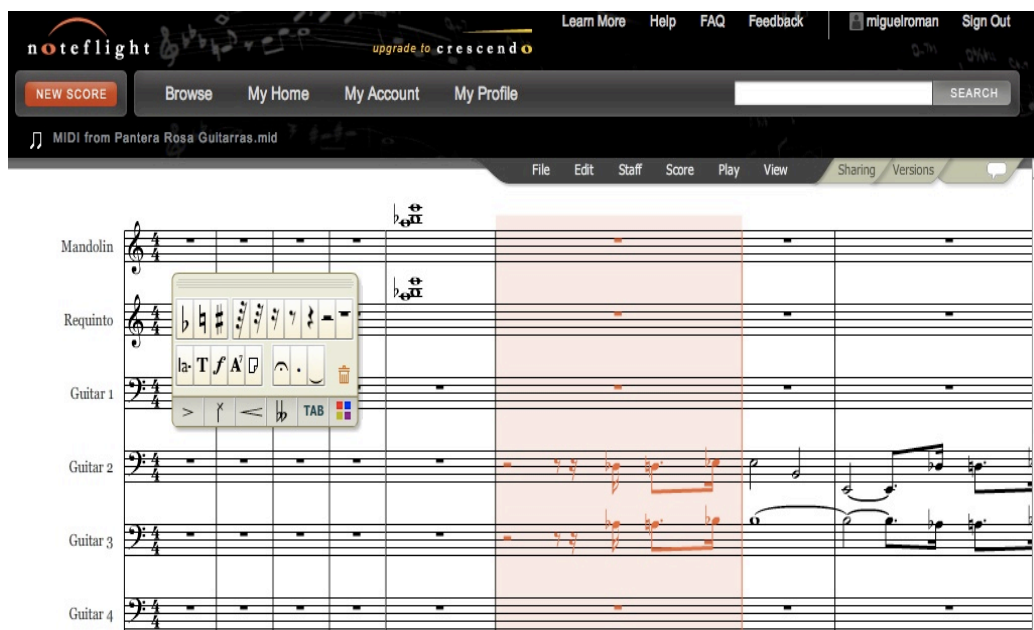 Learn More Help FAQ Feedback miguelroman Sign Out
noteflight upgrade to crescendo
NEW SCORE Browse My Home My Account My Profile SEARCH
MIDI from Pantera Rosa Guitarras.mid
File Edit Staff Score Play View Sharing Versions
Mandolin
Requinto
la- T f A7
Guitar 1
TAB
Guitar 2
Guitar 3
Guitar 4